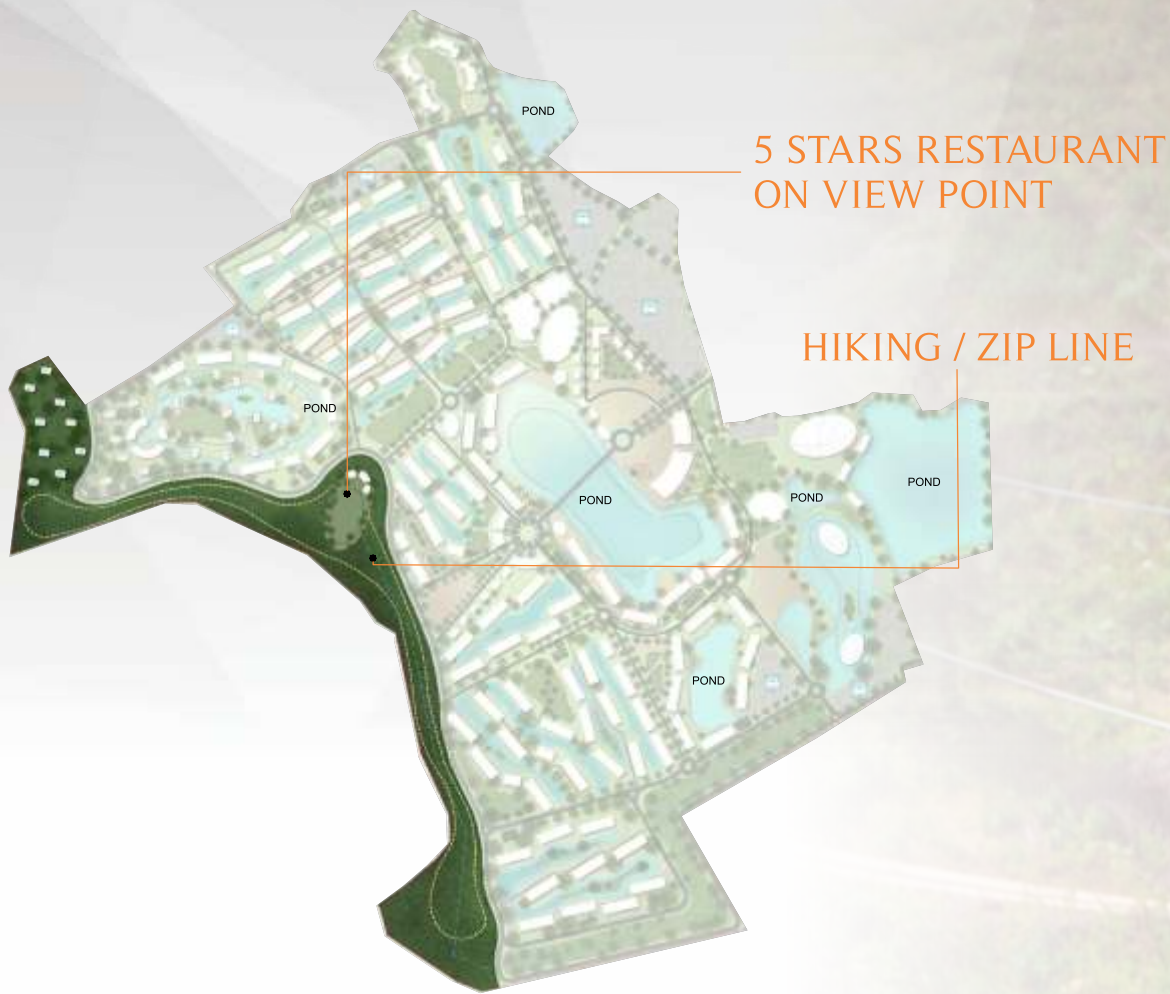 POND
5 STARS RESTAURANT
ON VIEW POINT
HIKING / ZIP LINE
POND
POND
POND
POND
POND